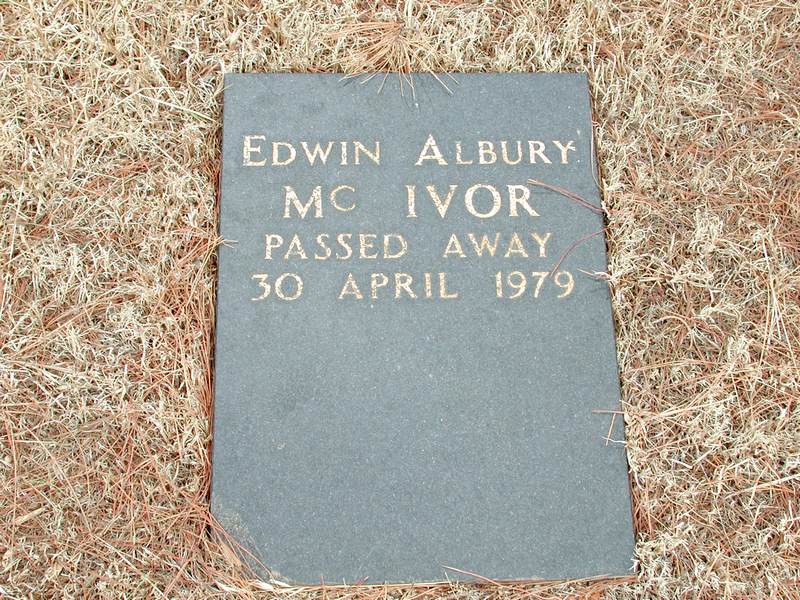 Edwin Albury
Mc Ivor
PASSED AWAY
30 APRIL 1979